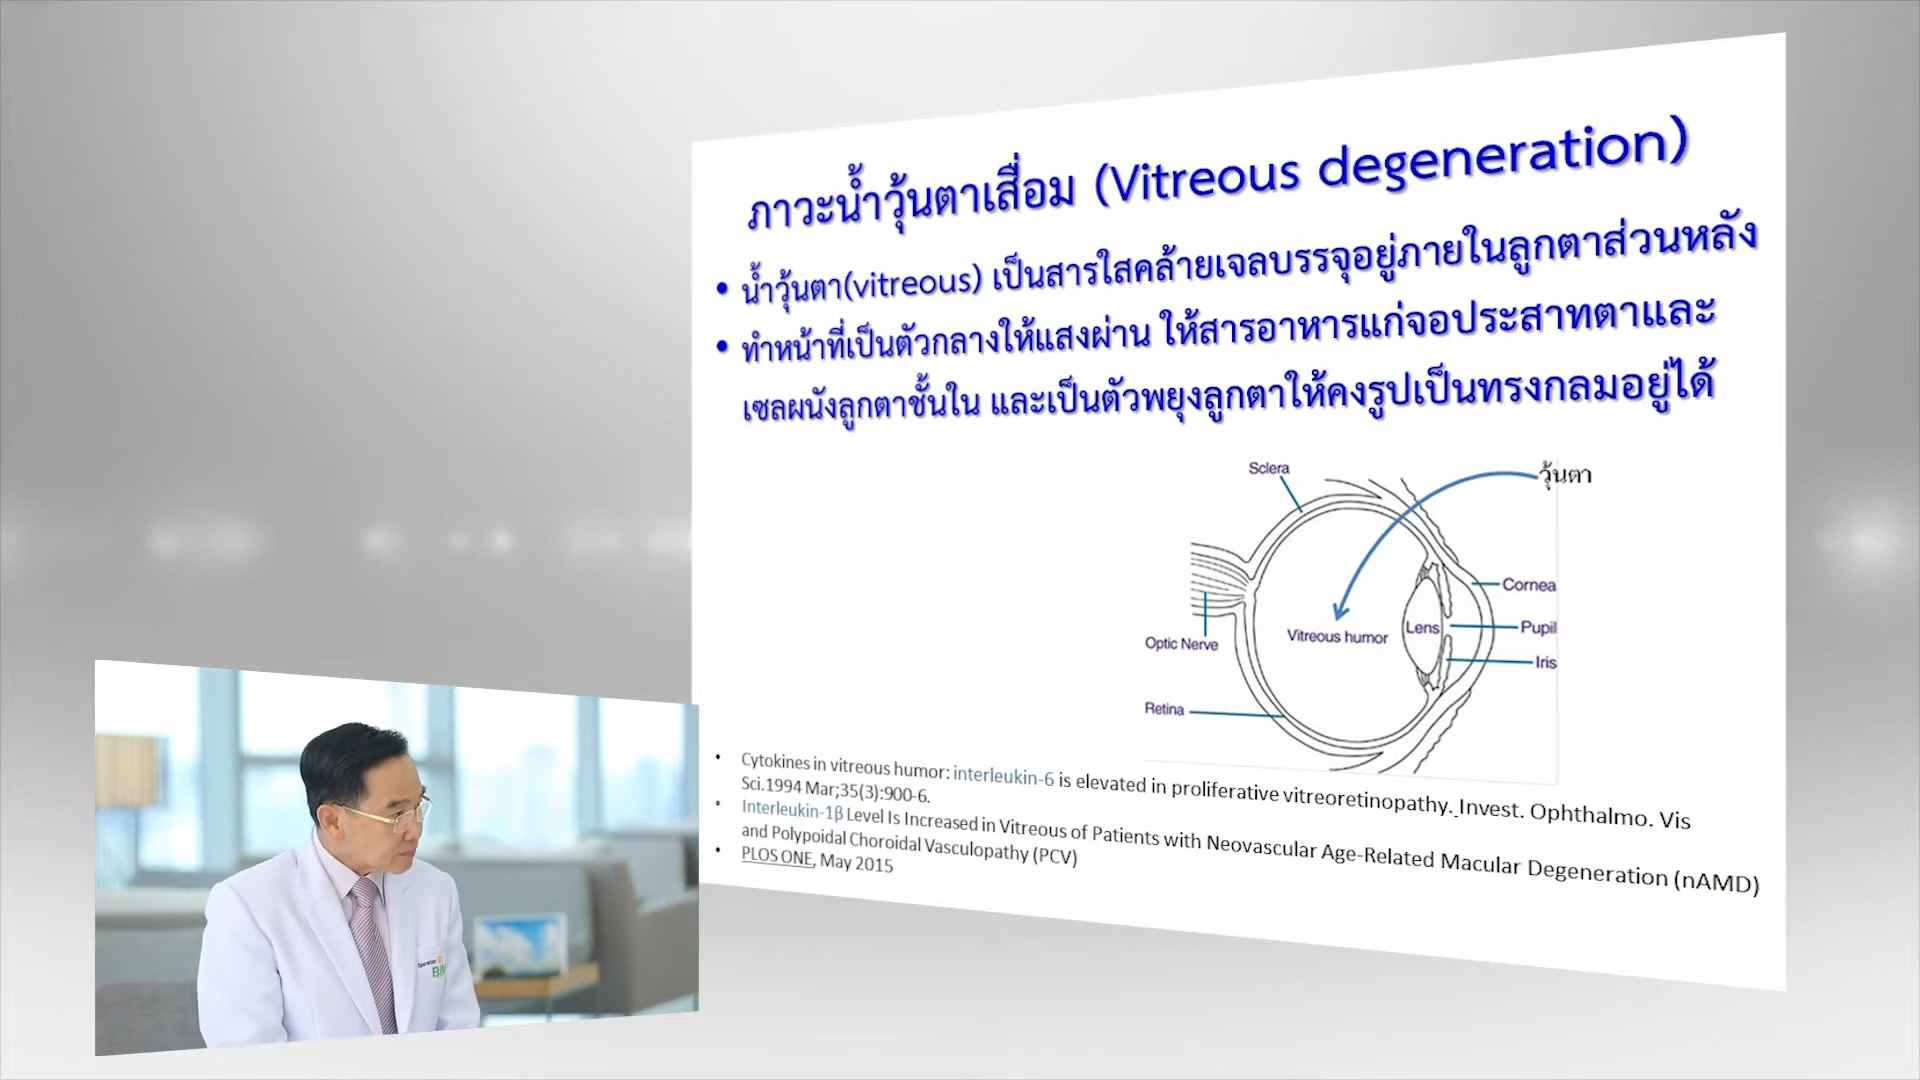 ภาวะน้ำวุ้นตาเสื่อม (Vitreous degeneration)
• น้ำวุ้นตา(vitreous) เป็นสารใสคล้ายเจลบรรจุอยู่ภายในลูกตาส่วนหลัง
• ทำหน้าที่เป็นตัวกลางให้แสงผ่าน ให้สารอาหารแก่จอประสาทตาและ
เซลผนังลูกตาชั้นใน และเป็นตัวพยุงลูกตาให้คงรูปเป็นทรงกลมอยู่ได้
Sclera
วุ้นตา
Cornea
Vitreous humor
Lens
Pupil
Optic Nerve
Iris
Retina
• Cytokines in vitreous humor: interleukin-6 is elevated in proliferative vitreoretinopathy. Invest. Ophthalmo. Vis
Sci.1994 Mar;35(3):900-6.
• Interleukin-1β Level Is Increased in Vitreous of Patients with Neovascular Age-Related Macular Degeneration (nAMD)
and Polypoidal Choroidal Vasculopathy (PCV)
• PLOS ONE, May 2015
Operation
BIM